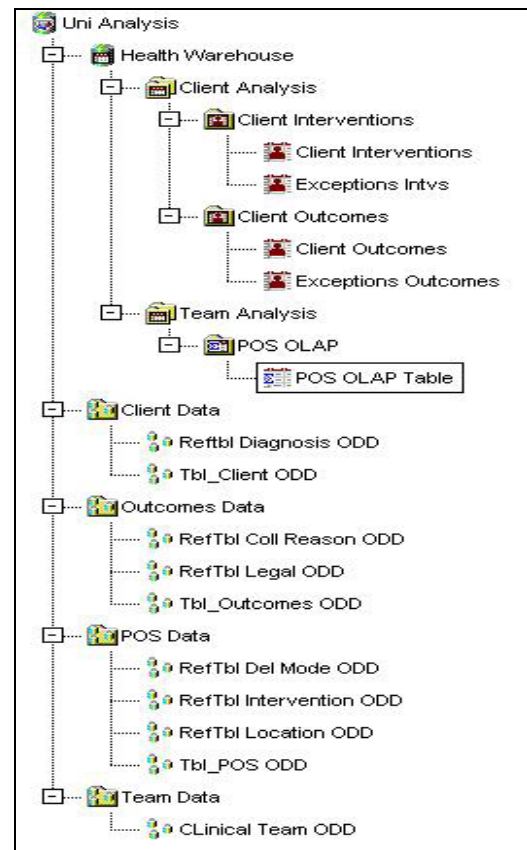 Uni Analysis
Health Warehouse
Client Analysis
Client Interventions
Client Interventions
Exceptions Intvs
Client Outcomes
Client Outcomes
Exceptions Outcomes
Team Analysis
POS OLAP
POS OLAP Table
Client Data
Reftbl Diagnosis ODD
Tbl_Client ODD
Outcomes Data
RefTbl Coll Reason ODD
RefTbl Legal ODD
Tbl_Outcomes ODD
POS Data
RefTbl Del Mode ODD
RefTbl Intervention ODD
RefTbl Location ODD
Tbl_POS ODD
Team Data
CLinical Team ODD